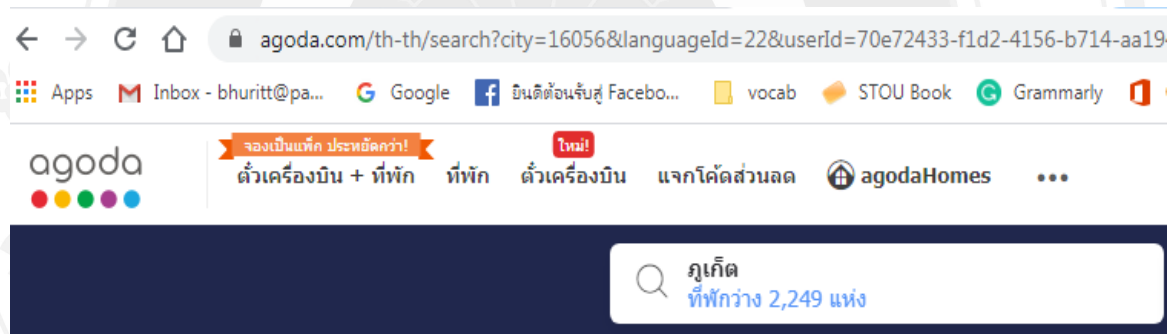 agoda.com/th-th/search?city=16056&languageId=22&userId=70e72433-f1d2-4156-b714-aa19
Apps Inbox - bhuritt@pa... Google ยินดีต้อนรับสู่ Facebo... vocab STOU Book Grammarly
จองเป็นแพ็ก ประหยัดกว่า! ใหม่!
agoda ตั๋วเครื่องบิน + ที่พัก ที่พัก ตั๋วเครื่องบิน แจกโค้ดส่วนลด agodaHomes
ภูเก็ต
ที่พักว่าง 2,249 แห่ง